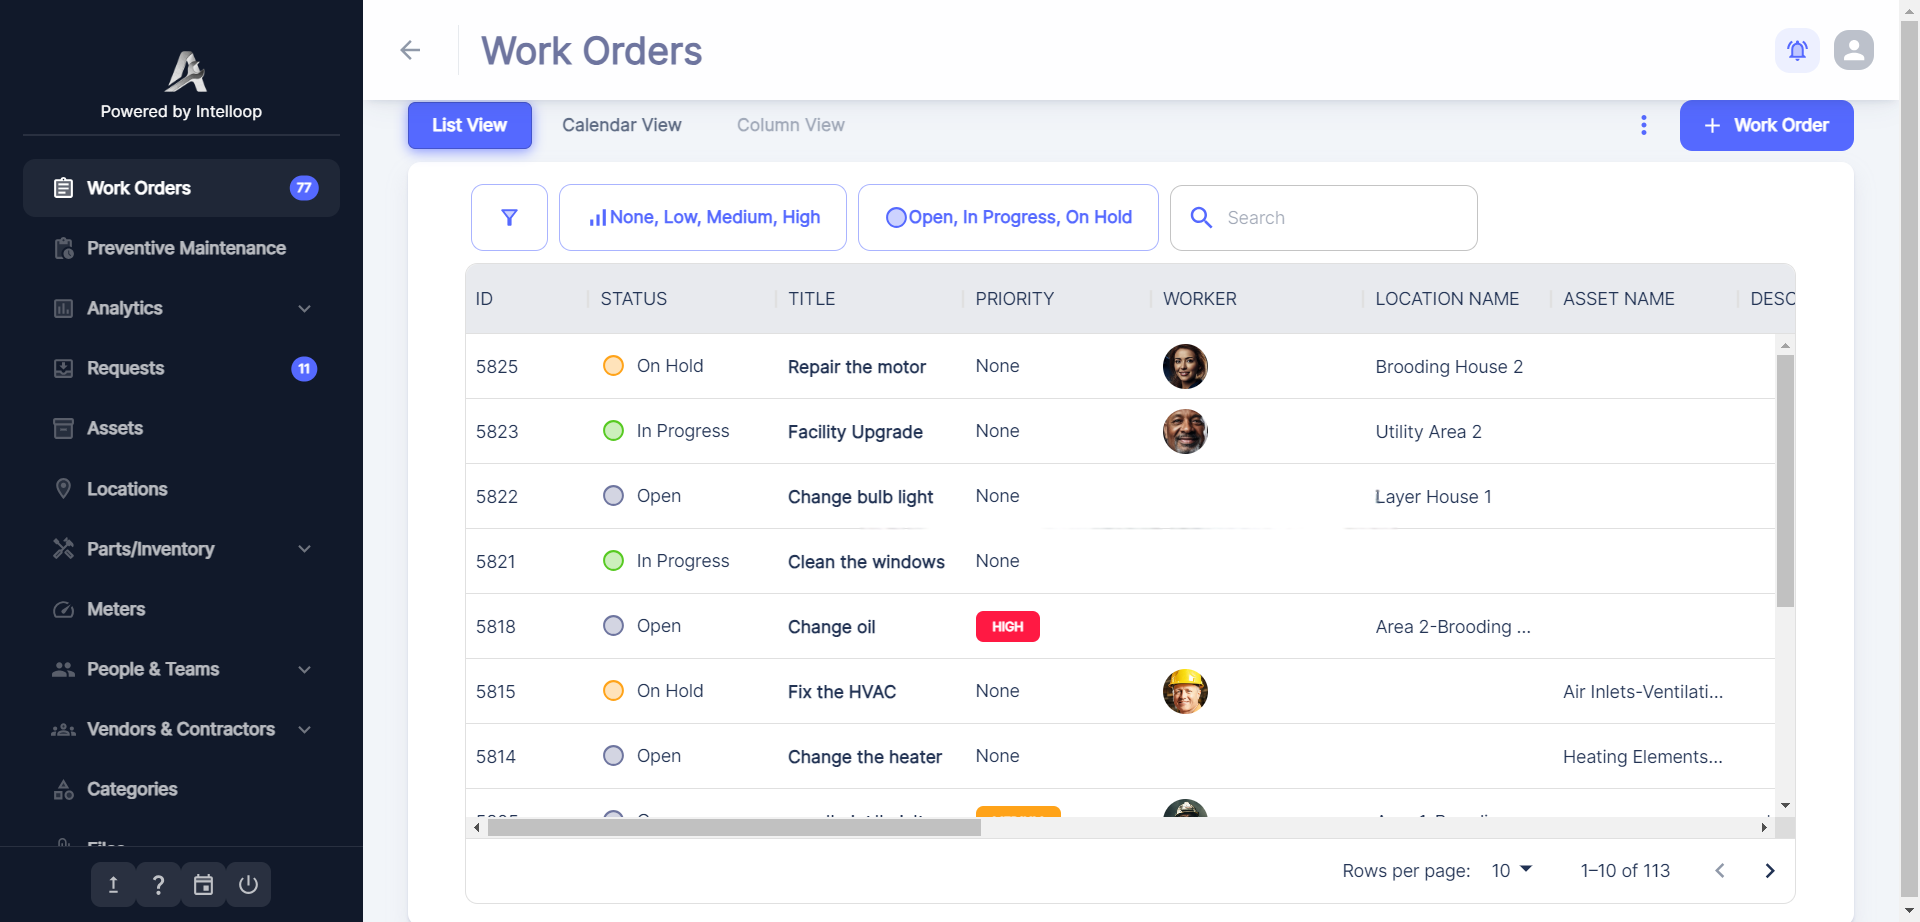 Powered by Intelloop
Work Orders 77
Preventive Maintenance
Analytics
Requests 11
Assets
Locations
Parts/Inventory
Meters
People & Teams
Vendors & Contractors
Categories
Work Orders
List View Calendar View Column View + Work Order
None, Low, Medium, High Open, In Progress, On Hold Search
ID STATUS TITLE PRIORITY WORKER LOCATION NAME ASSET NAME DESC
5825 On Hold Repair the motor None Brooding House 2
5823 In Progress Facility Upgrade None Utility Area 2
5822 Open Change bulb light None Layer House 1
5821 In Progress Clean the windows None
5818 Open Change oil HIGH Area 2-Brooding ...
5815 On Hold Fix the HVAC None Air Inlets-Ventilati...
5814 Open Change the heater None Heating Elements...
Rows per page: 10 1–10 of 113